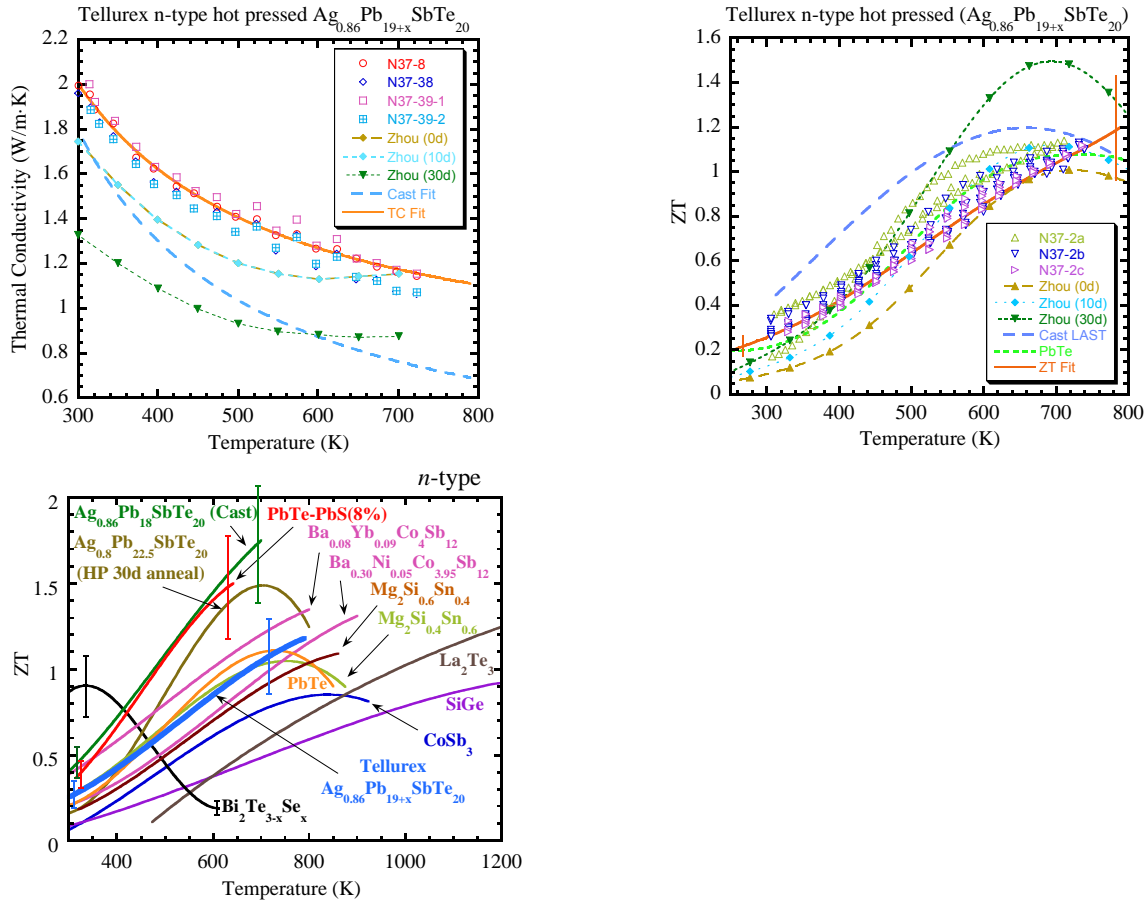 Tellurex n-type hot pressed Ag0.86Pb19+xSbTe20
2.2
2
1.8
1.6
1.4
1.2
1
0.8
0.6
Thermal Conductivity (W/m·K)
N37-8
N37-38
N37-39-1
N37-39-2
Zhou (0d)
Zhou (10d)
Zhou (30d)
Cast Fit
TC Fit
300 400 500 600 700 800
Temperature (K)
Tellurex n-type hot pressed (Ag0.86Pb19+xSbTe20)
1.6
1.4
1.2
1
0.8
0.6
0.4
0.2
0
ZT
N37-2a
N37-2b
N37-2c
Zhou (0d)
Zhou (10d)
Zhou (30d)
Cast LAST
PbTe
ZT Fit
300 400 500 600 700 800
Temperature (K)
n-type
2
1.5
1
0.5
0
ZT
Ag0.86Pb18SbTe20 (Cast)
PbTe-PbS(8%)
Ag0.8Pb22.5SbTe20
(HP 30d anneal)
Ba0.08Yb0.09Co4Sb12
Ba0.30Ni0.05Co3.95Sb12
Mg2Si0.6Sn0.4
Mg2Si0.4Sn0.6
La2Te3
PbTe
SiGe
CoSb3
Tellurex
Ag0.86Pb19+xSbTe20
Bi2Te3-xSex
400 600 800 1000 1200
Temperature (K)